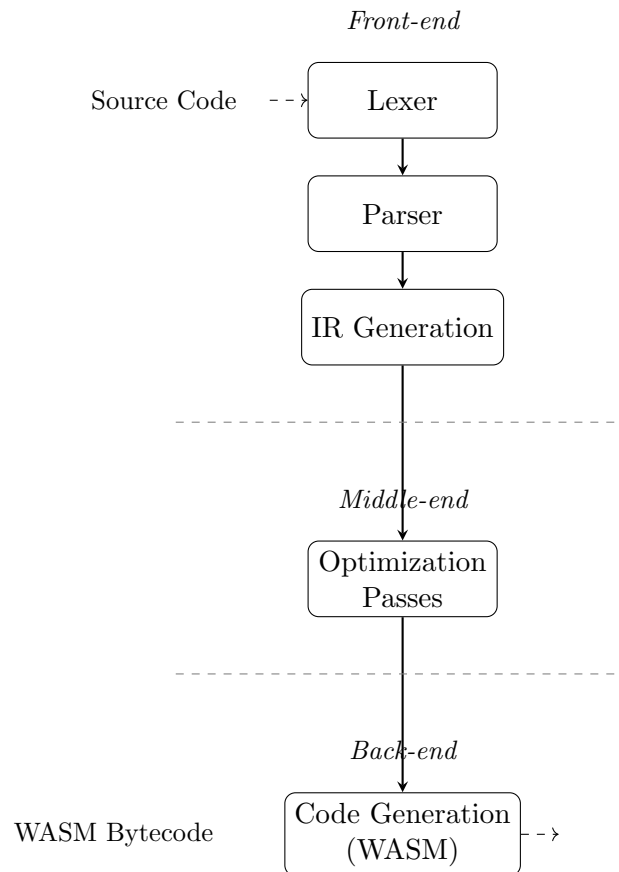 Front-end
Source Code
Lexer
Parser
IR Generation
Middle-end
Optimization
Passes
Back-end
WASM Bytecode
Code Generation
(WASM)